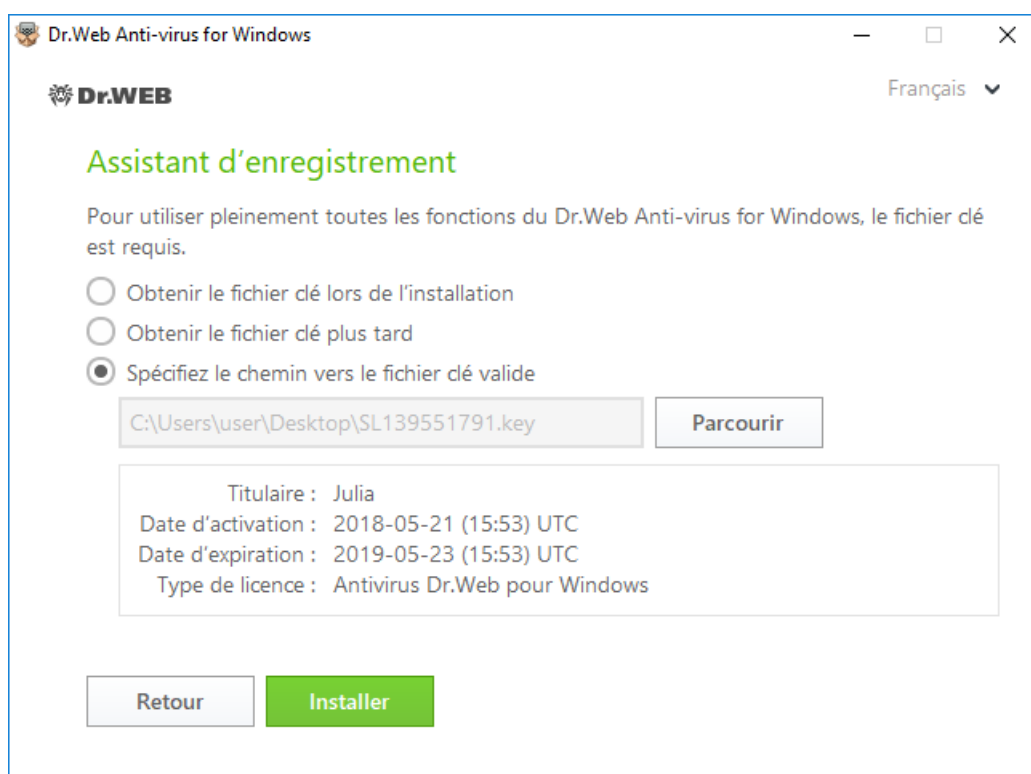 Dr.Web Anti-virus for Windows
Dr.WEB
Français
Assistant d’enregistrement
Pour utiliser pleinement toutes les fonctions du Dr.Web Anti-virus for Windows, le fichier clé
est requis.
Obtenir le fichier clé lors de l’installation
Obtenir le fichier clé plus tard
Spécifiez le chemin vers le fichier clé valide
C:\Users\user\Desktop\SL139551791.key
Parcourir
Titulaire : Julia
Date d’activation : 2018-05-21 (15:53) UTC
Date d’expiration : 2019-05-23 (15:53) UTC
Type de licence : Antivirus Dr.Web pour Windows
Retour
Installer